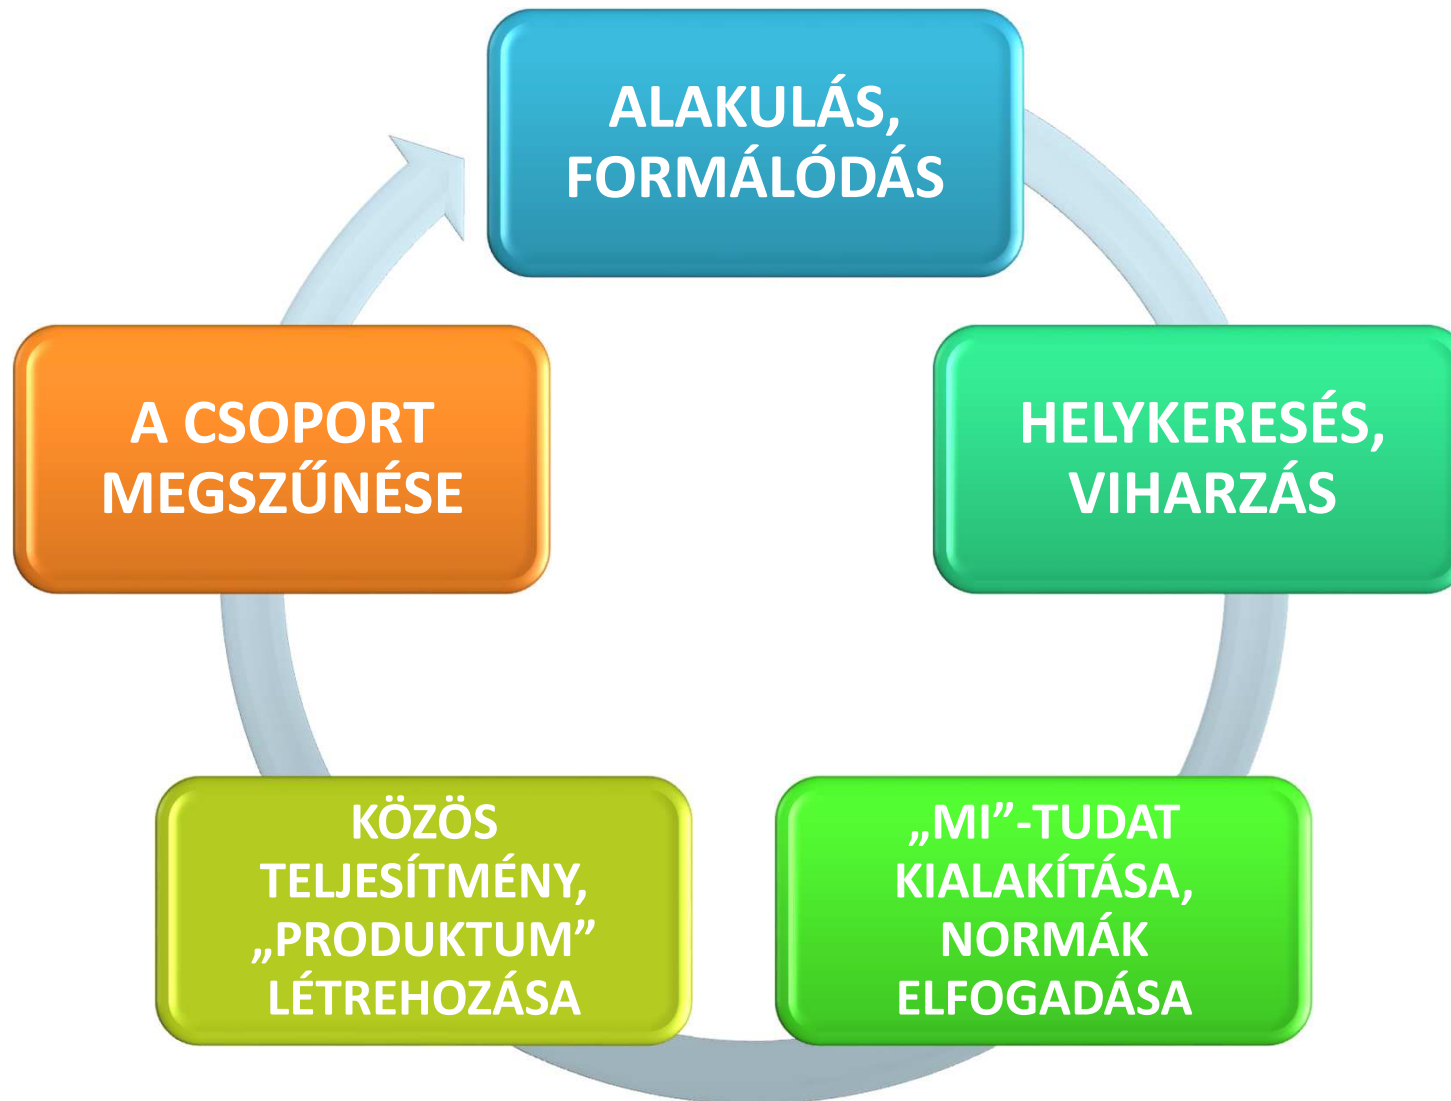 ALAKULÁS,
FORMÁLÓDÁS
HELYKERESÉS,
VIHARZÁS
„MI”-TUDAT
KIALAKÍTÁSA,
NORMÁK
ELFOGADÁSA
KÖZÖS
TELJESÍTMÉNY,
„PRODUKTUM”
LÉTREHOZÁSA
A CSOPORT
MEGSZŰNÉSE